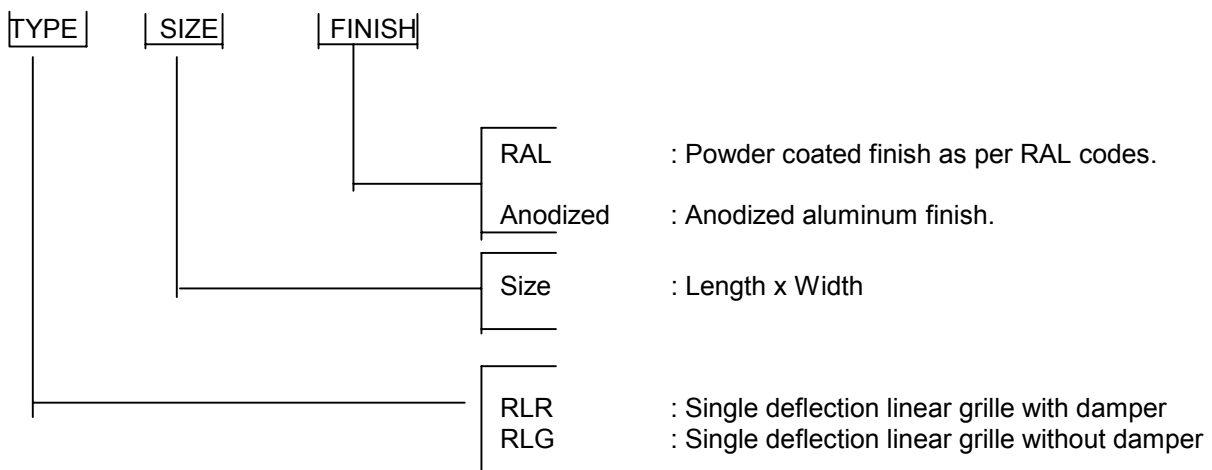 TYPE SIZE FINISH
RAL : Powder coated finish as per RAL codes.
Anodized : Anodized aluminum finish.
Size : Length x Width
RLR : Single deflection linear grille with damper
RLG : Single deflection linear grille without damper